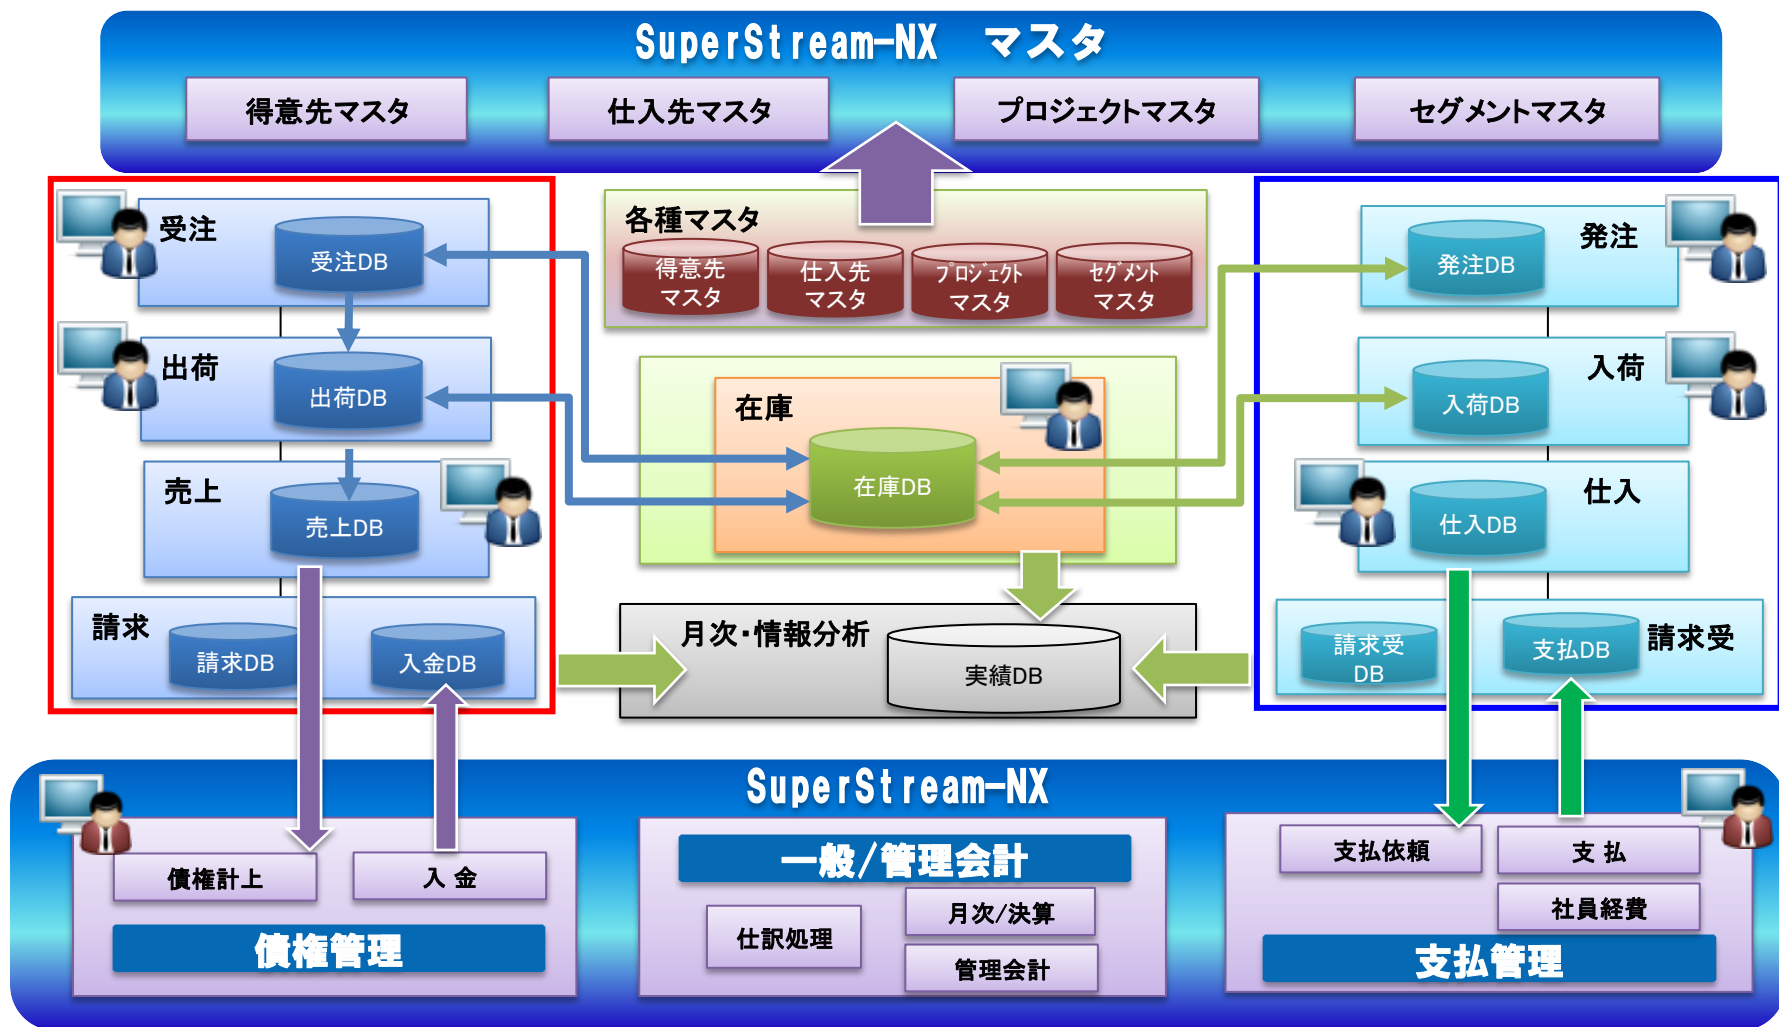 SuperStream-NX マスタ
得意先マスタ
仕入先マスタ
プロジェクトマスタ
セグメントマスタ
受注
受注DB
出荷
出荷DB
売上
売上DB
請求
請求DB
入金DB
各種マスタ
得意先
マスタ
仕入先
マスタ
ﾌﾟﾛｼﾞｪｸﾄ
マスタ
ｾｸﾞﾒﾝﾄ
マスタ
在庫
在庫DB
月次・情報分析
実績DB
発注
発注DB
入荷
入荷DB
仕入
仕入DB
請求受
請求受
DB
支払DB
SuperStream-NX
債権計上
入 金
債権管理
一般/管理会計
仕訳処理
月次/決算
管理会計
支払依頼
支 払
社員経費
支払管理